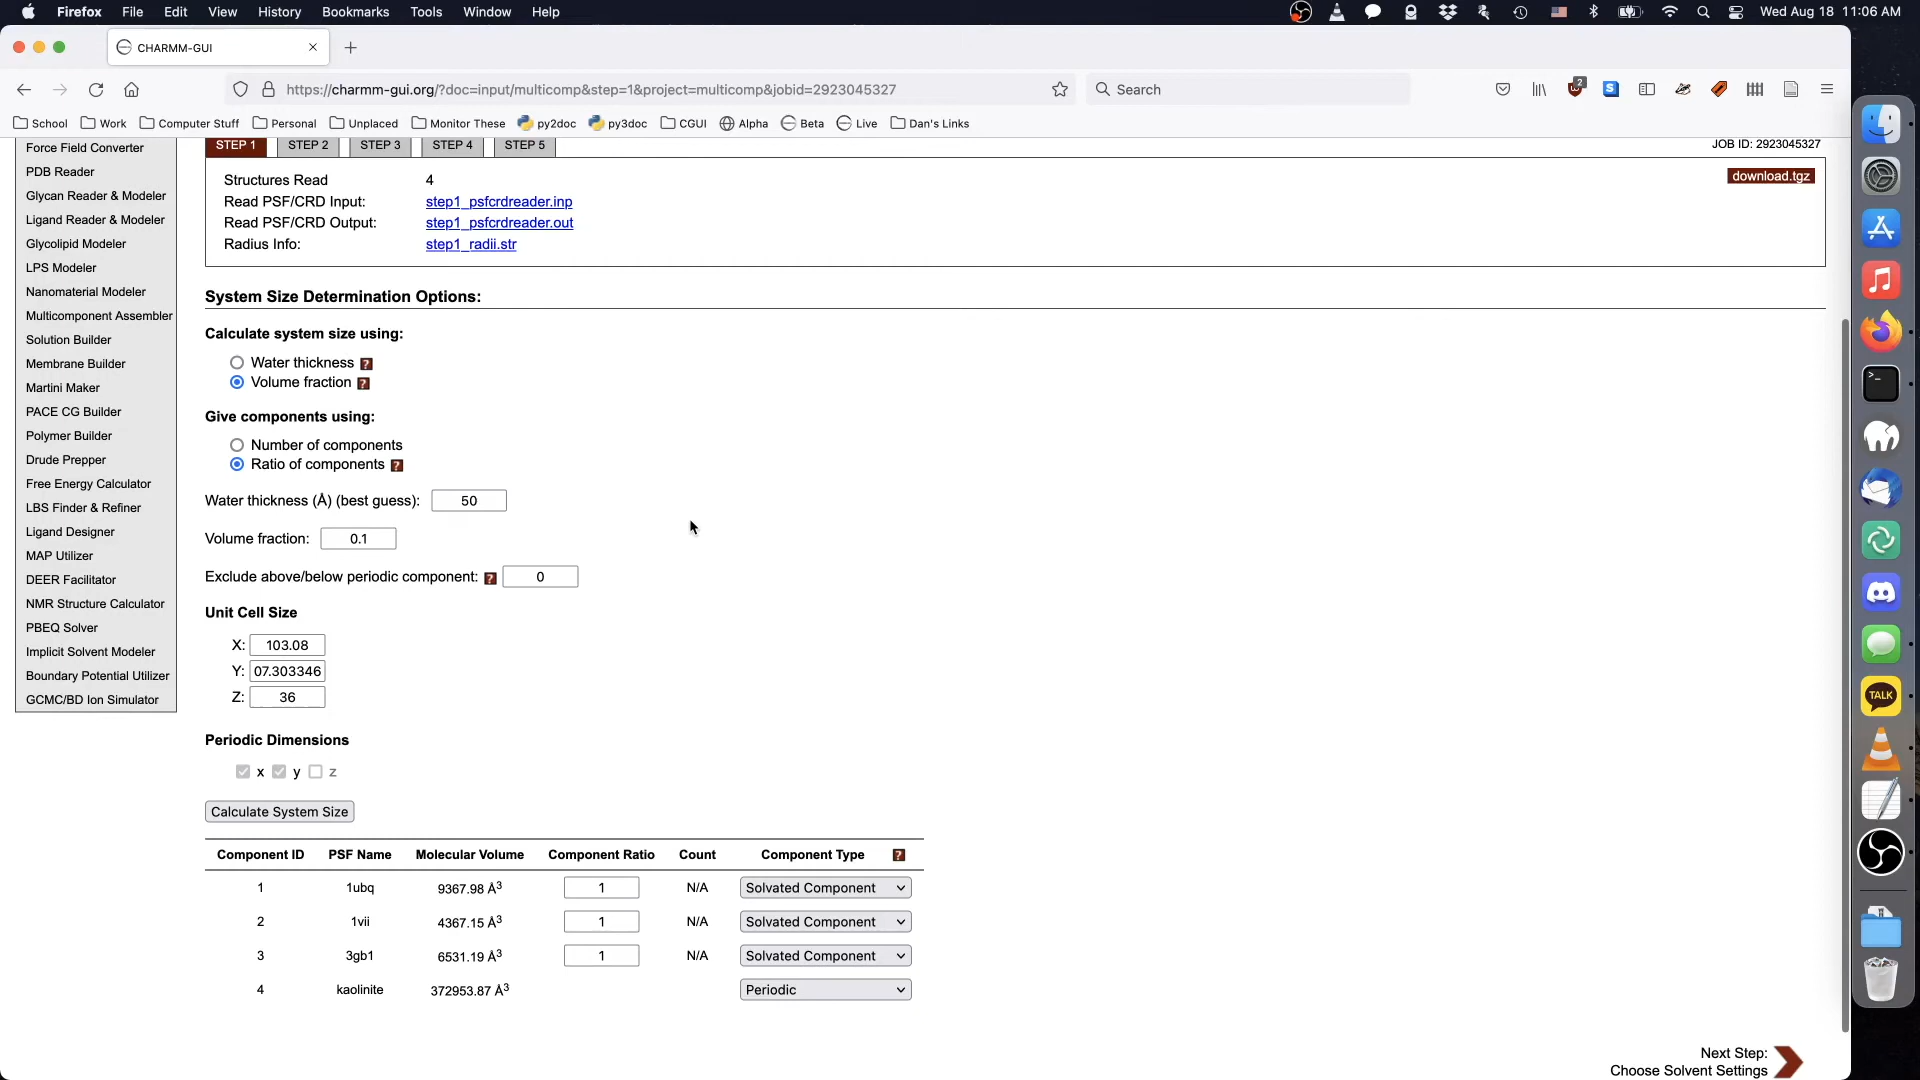 Firefox File Edit View History Bookmarks Tools Window Help Wed Aug 18 11:06 AM
CHARMM-GUI
https://charmm-gui.org/?doc=input/multicomp&step=1&project=multicomp&jobid=2923045327 Search 2
School Work Computer Stuff Personal Unplaced Monitor These py2doc py3doc CGUI Alpha Beta Live Dan's Links
Force Field Converter
PDB Reader
Glycan Reader & Modeler
Ligand Reader & Modeler
Glycolipid Modeler
LPS Modeler
Nanomaterial Modeler
Multicomponent Assembler
Solution Builder
Membrane Builder
Martini Maker
PACE CG Builder
Polymer Builder
Drude Prepper
Free Energy Calculator
LBS Finder & Refiner
Ligand Designer
MAP Utilizer
DEER Facilitator
NMR Structure Calculator
PBEQ Solver
Implicit Solvent Modeler
Boundary Potential Utilizer
GCMC/BD Ion Simulator
STEP 1 STEP 2 STEP 3 STEP 4 STEP 5 JOB ID: 2923045327
Structures Read 4 download.tgz
Read PSF/CRD Input: step1_psfcrdreader.inp
Read PSF/CRD Output: step1_psfcrdreader.out
Radius Info: step1_radii.str
System Size Determination Options:
Calculate system size using:
Water thickness ?
Volume fraction ?
Give components using:
Number of components
Ratio of components ?
Water thickness (Å) (best guess): 50
Volume fraction: 0.1
Exclude above/below periodic component: ? 0
Unit Cell Size
X: 103.08
Y: 07.303346
Z: 36
Periodic Dimensions
x y z
Calculate System Size
Component ID PSF Name Molecular Volume Component Ratio Count Component Type ?
1 1ubq 9367.98 Å3 1 N/A Solvated Component
2 1vii 4367.15 Å3 1 N/A Solvated Component
3 3gb1 6531.19 Å3 1 N/A Solvated Component
4 kaolinite 372953.87 Å3 Periodic
Next Step:
Choose Solvent Settings
TALK